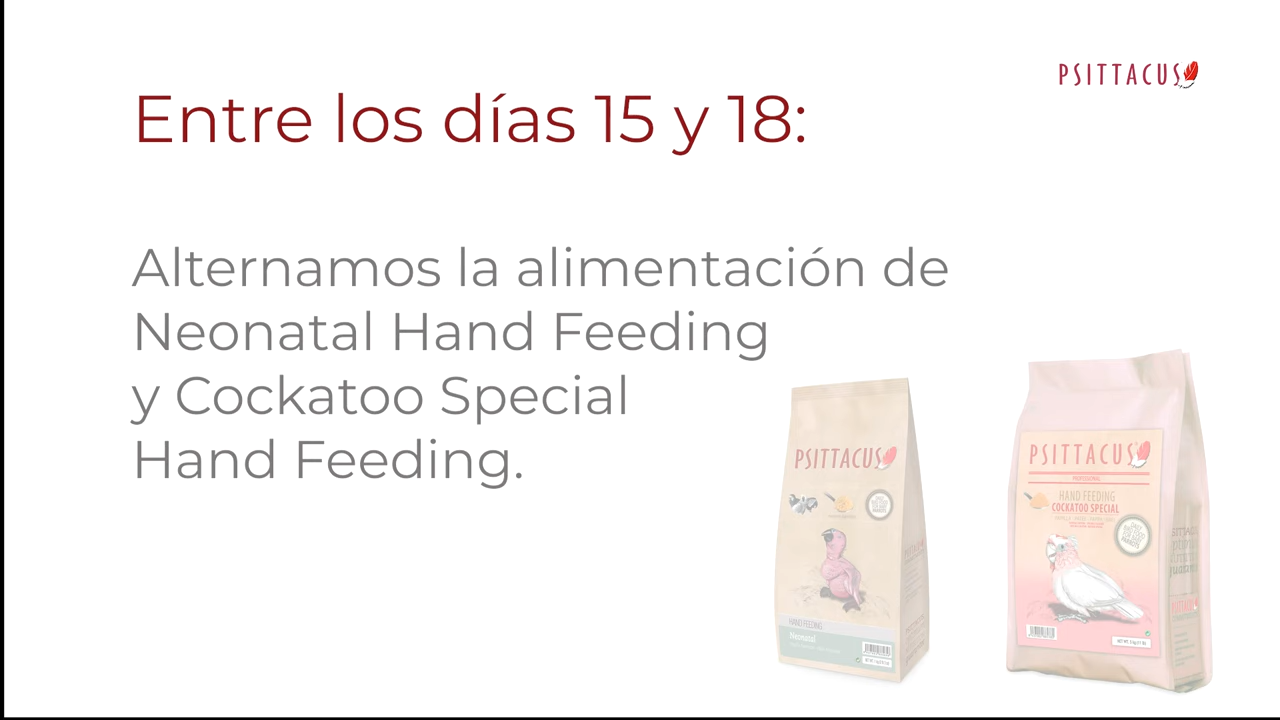 PSITTACUS
Entre los días 15 y 18:
Alternamos la alimentación de
Neonatal Hand Feeding
y Cockatoo Special
Hand Feeding.
PSITTACUS
HAND FEEDING
Neonatal
PSITTACUS
PROFESSIONAL
HAND FEEDING
COCKATOO SPECIAL